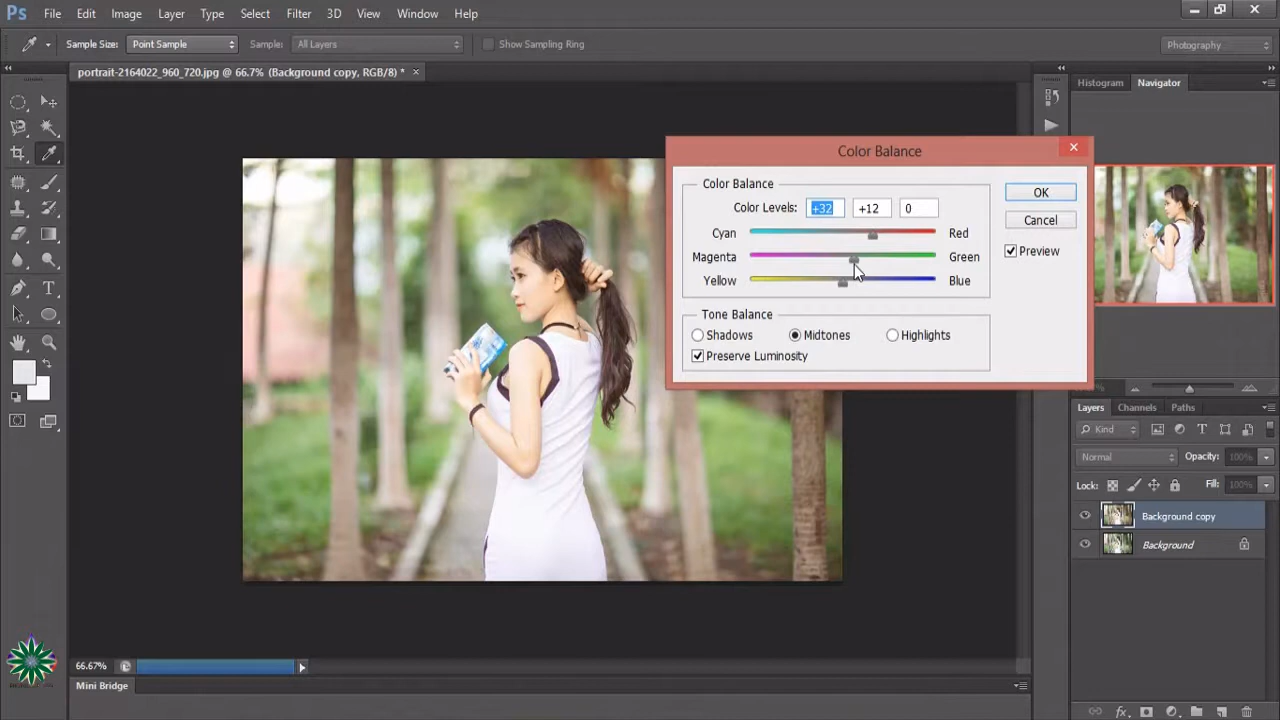 Ps File Edit Image Layer Type Select Filter 3D View Window Help
Sample Size: Point Sample Sample: All Layers Show Sampling Ring Photography
portrait-2164022_960_720.jpg @ 66.7% (Background copy, RGB/8) *
Histogram Navigator
Color Balance
Color Balance
Color Levels: +32 +12 0
Cyan Red
Magenta Green
Yellow Blue
OK
Cancel
Preview
Tone Balance
Shadows Midtones Highlights
Preserve Luminosity
Layers Channels Paths
Kind
Normal Opacity: 100%
Lock: Fill: 100%
Background copy
Background
66.67%
Mini Bridge